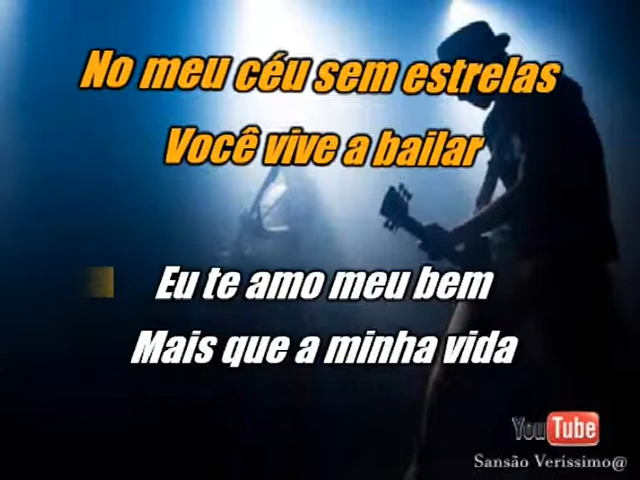 No meu céu sem estrelas
Você vive a bailar
Eu te amo meu bem
Mais que a minha vida
YouTube
Sansão Verissimo@